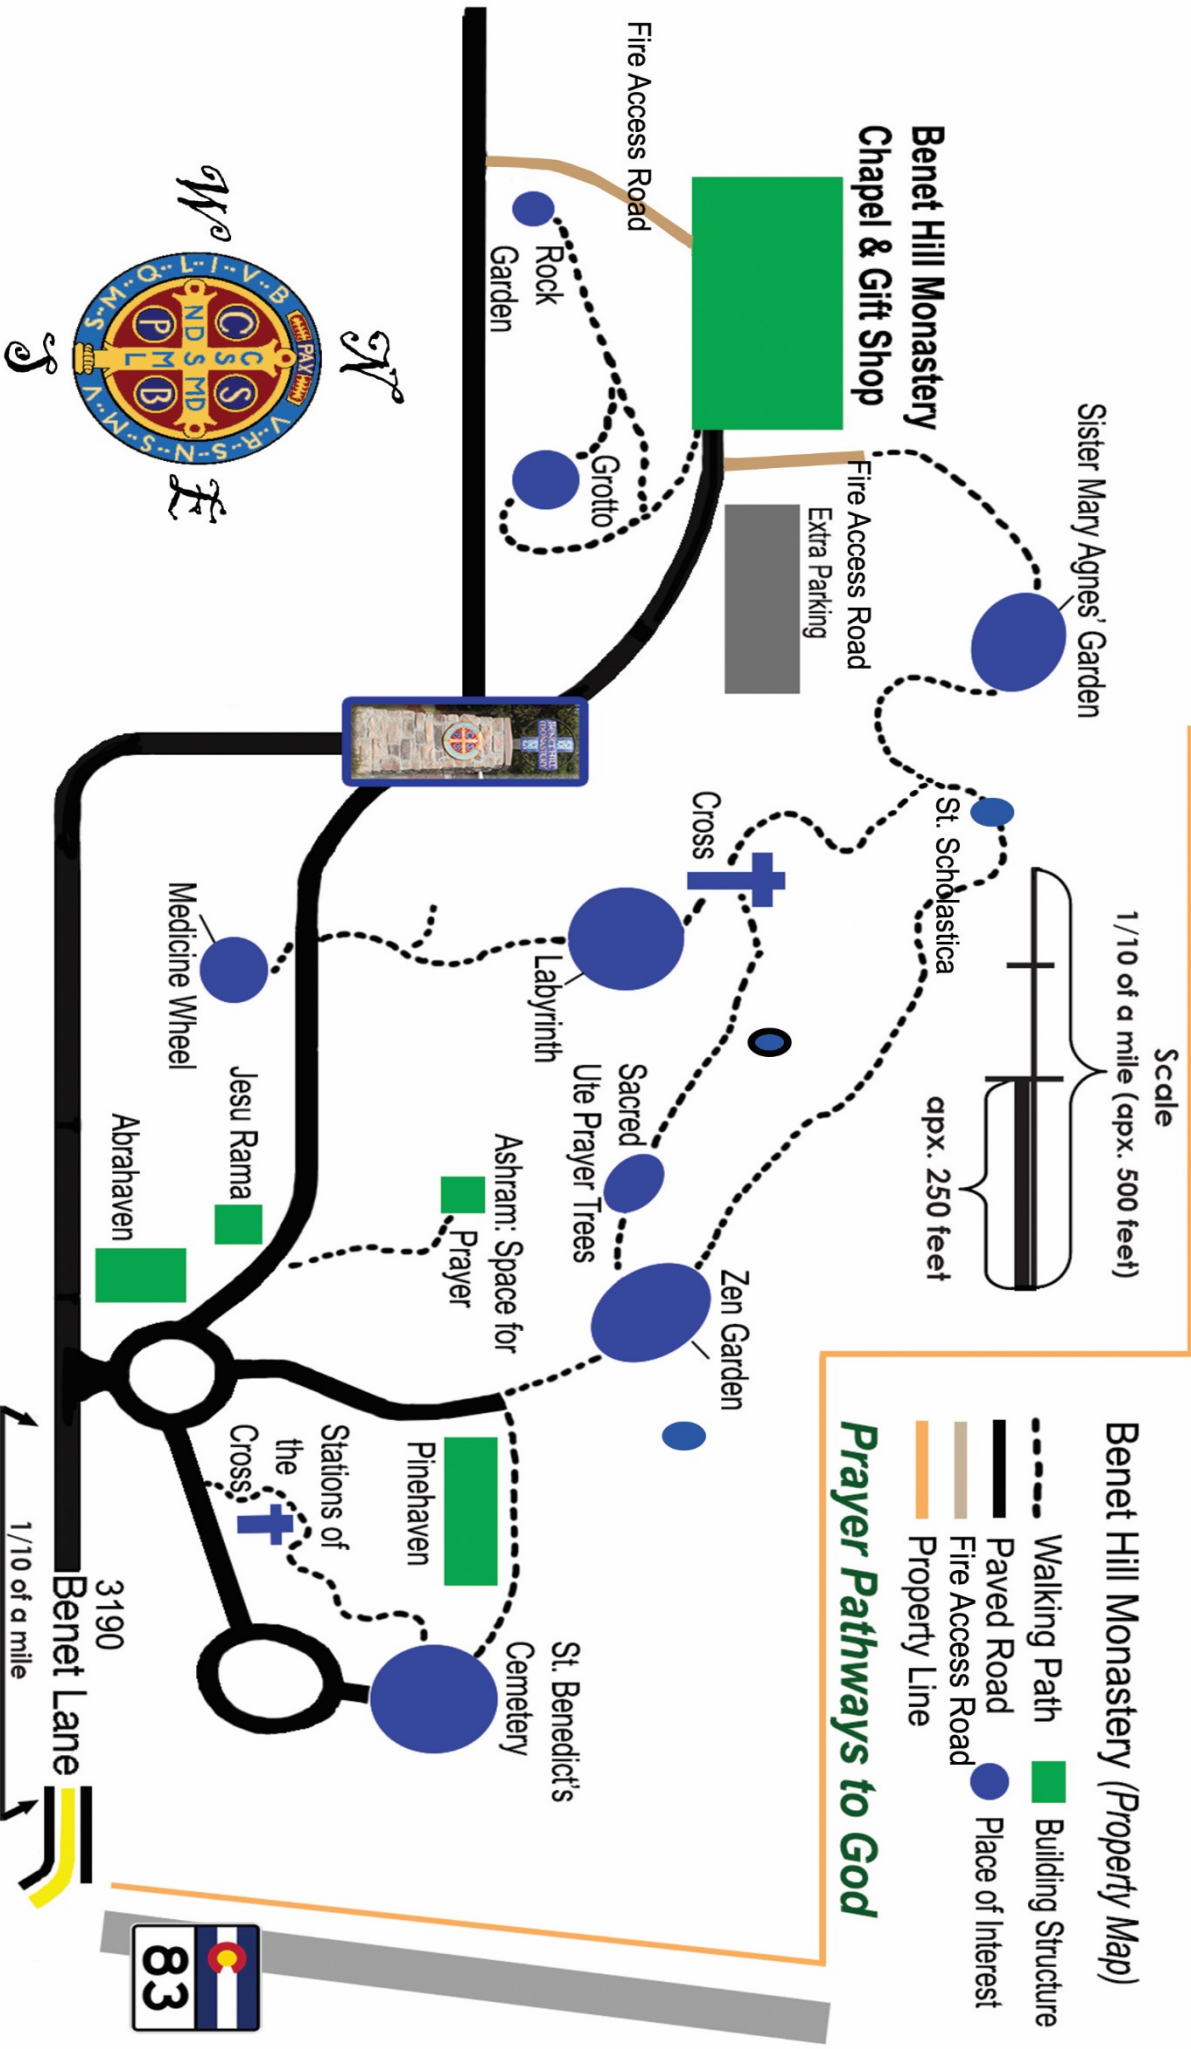 Benet Hill Monastery (Property Map)
Walking Path
Paved Road
Fire Access Road
Property Line
Building Structure
Place of Interest
Prayer Pathways to God
Scale
1/10 of a mile (apx. 500 feet)
apx. 250 feet
Benet Hill Monastery
Chapel & Gift Shop
Sister Mary Agnes' Garden
Fire Access Road
Fire Access Road
Extra Parking
St. Scholastica
Rock
Garden
Grotto
Cross
Labyrinth
Sacred
Ute Prayer Trees
Zen Garden
BENET HILL
MONASTERY
Medicine Wheel
Jesu Rama
Abrahaven
Ashram: Space for
Prayer
Pinehaven
Stations of
the
Cross
St. Benedict's
Cemetery
3190
Benet Lane
1/10 of a mile
83
N
W
E
S
PAX
V·R·S·N·S·M·V
S·M·Q·L·I·V·B
C S
P B
C S S M L
N D S M D